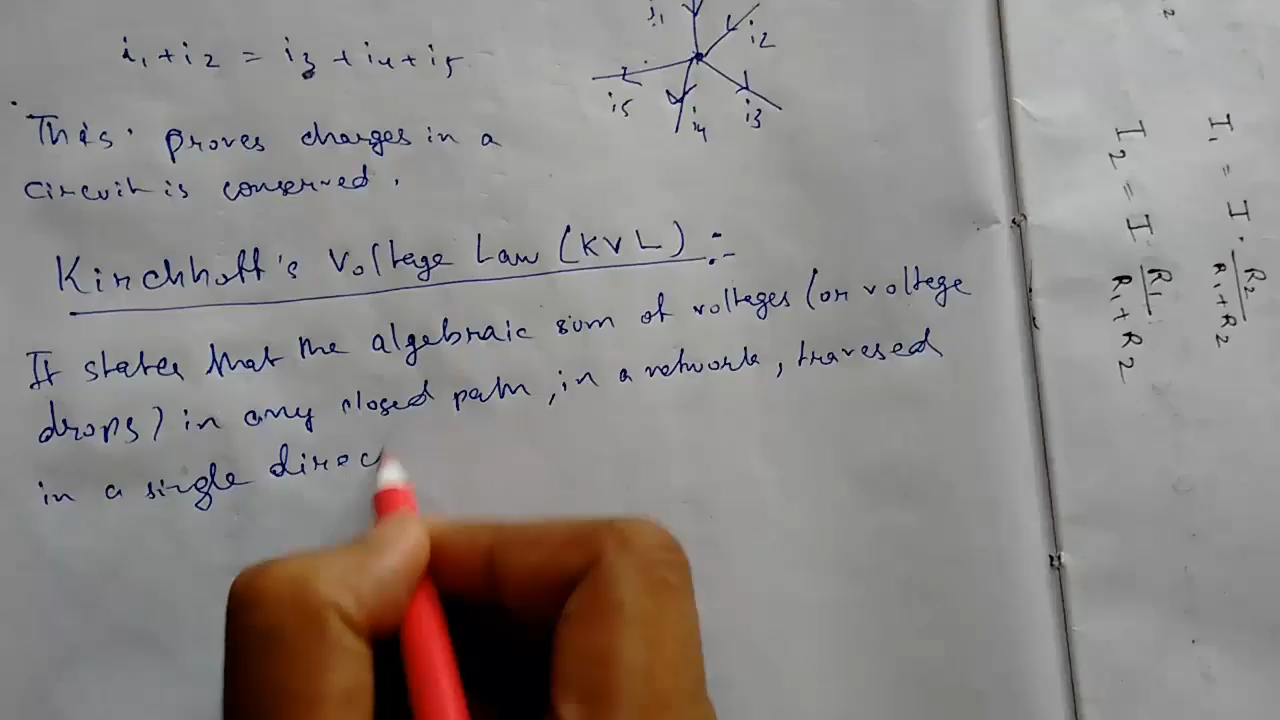 i1 + i2 = i3 + i4 + i5
i1
i2
i5
i4
i3
This proves charges in a
circuit is conserved.
Kirchhoff's Voltage Law (KVL) :-
It states that the algebraic sum of volteges (or voltege
drops) in any closed path, in a network, traversed
in a single direc
I1 = I . R2 / R1 + R2
I2 = I . R1 / R1 + R2